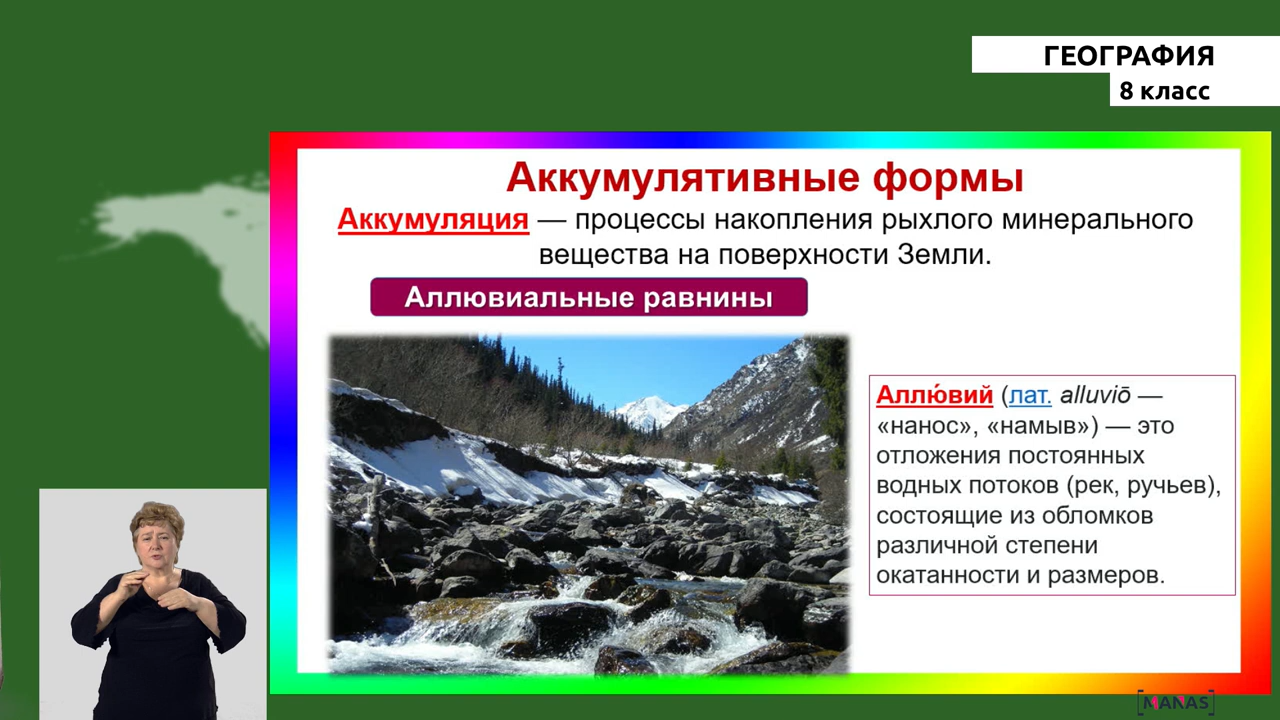 ГЕОГРАФИЯ
8 класс
Аккумулятивные формы
Аккумуляция — процессы накопления рыхлого минерального
вещества на поверхности Земли.
Аллювиальные равнины
Аллю́вий (лат. alluviō —
«нанос», «намыв») — это
отложения постоянных
водных потоков (рек, ручьев),
состоящие из обломков
различной степени
окатанности и размеров.
[MANAS]